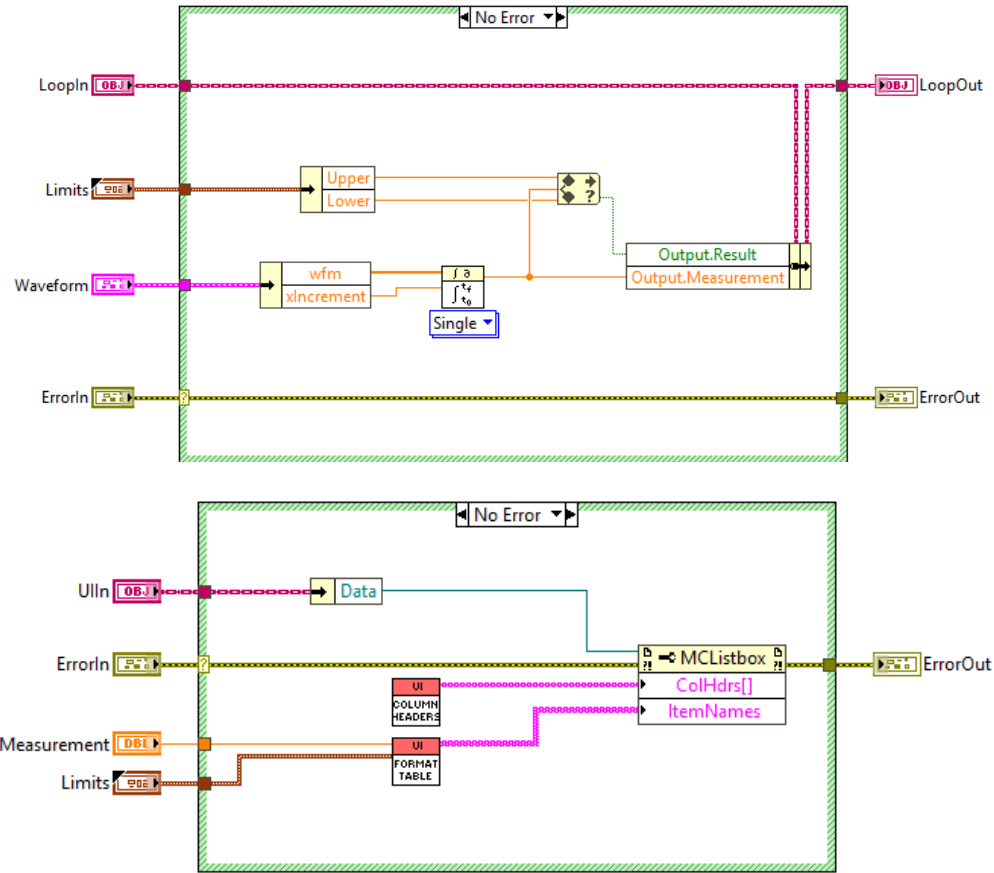 No Error
LoopIn
OBJ
OBJ
LoopOut
Limits
Upper
Lower
?
Output.Result
Output.Measurement
Waveform
wfm
xIncrement
∫ a
∫ tf t0
Single
ErrorIn
?
ErrorOut
No Error
UIIn
OBJ
Data
ErrorIn
?
?!
MCListbox
?!
ErrorOut
UI
COLUMN
HEADERS
ColHdrs[]
ItemNames
Measurement
DBL
UI
FORMAT
TABLE
Limits